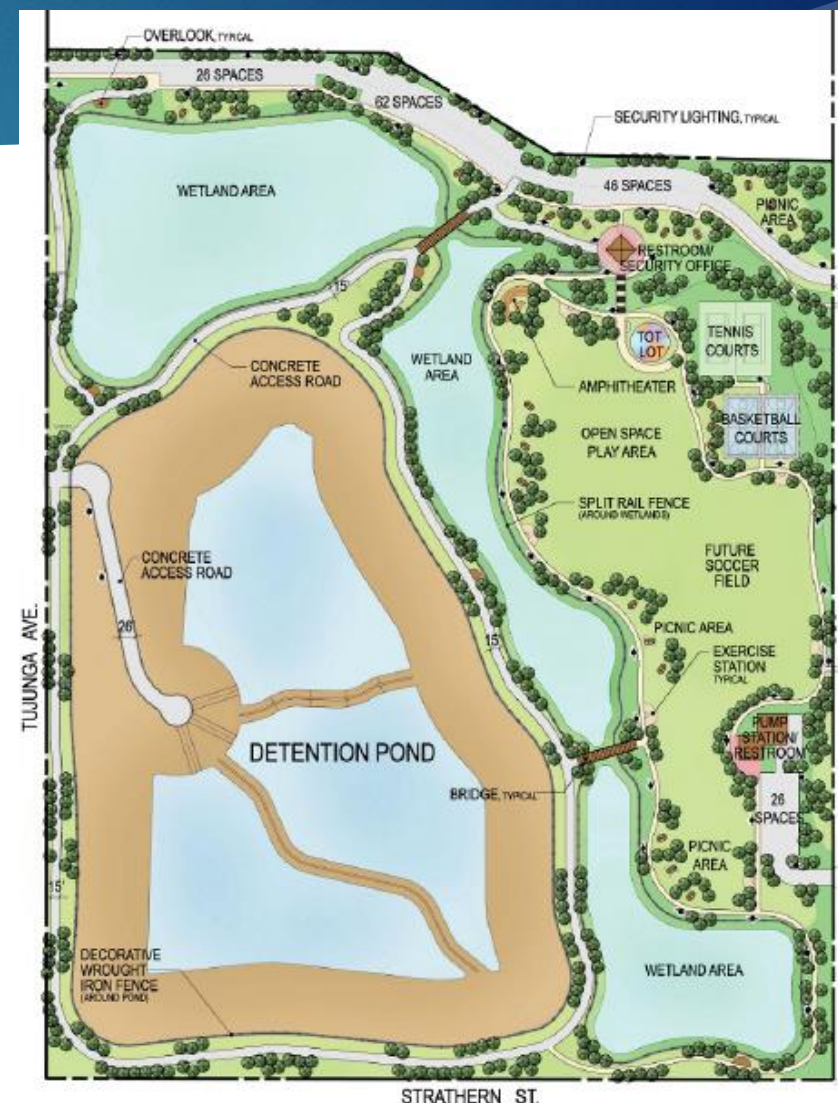 OVERLOOK, TYPICAL
26 SPACES
62 SPACES
SECURITY LIGHTING, TYPICAL
WETLAND AREA
46 SPACES
PICNIC
AREA
RESTROOM/
SECURITY OFFICE
15'
TOT
LOT
TENNIS
COURTS
CONCRETE
ACCESS ROAD
WETLAND
AREA
AMPHITHEATER
BASKETBALL
COURTS
OPEN SPACE
PLAY AREA
SPLIT RAIL FENCE
(AROUND WETLANDS)
CONCRETE
ACCESS ROAD
FUTURE
SOCCER
FIELD
26'
15'
PICNIC AREA
EXERCISE
STATION
TYPICAL
TUJUNGA AVE.
PUMP
STATION/
RESTROOM
DETENTION POND
BRIDGE, TYPICAL
26
SPACES
PICNIC
AREA
15'
DECORATIVE
WROUGHT
IRON FENCE
(AROUND POND)
WETLAND AREA
STRATHERN ST.